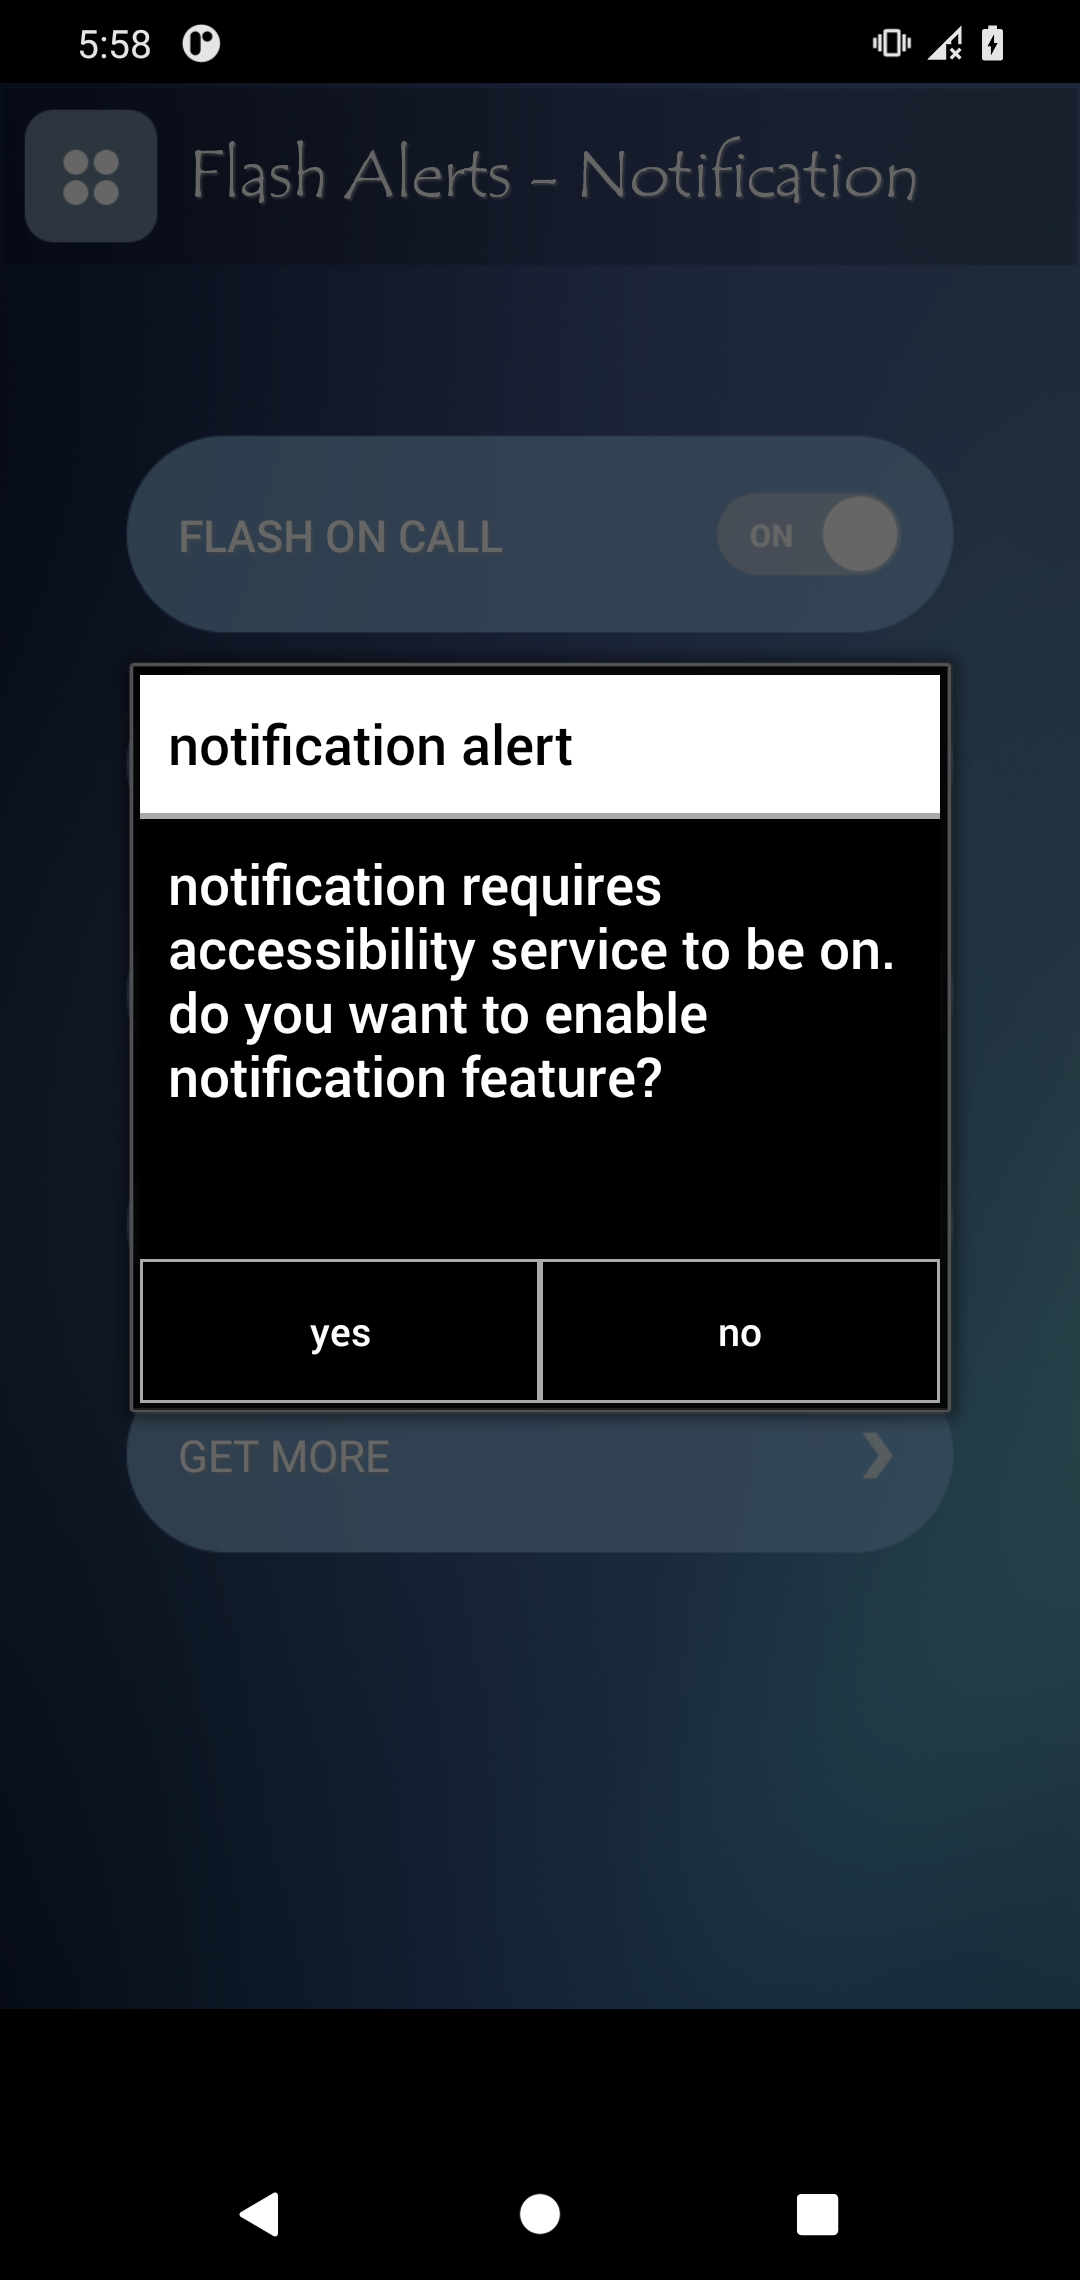 5:58
Flash Alerts - Notification
FLASH ON CALL
ON
notification alert
notification requires
accessibility service to be on.
do you want to enable
notification feature?
yes
no
GET MORE